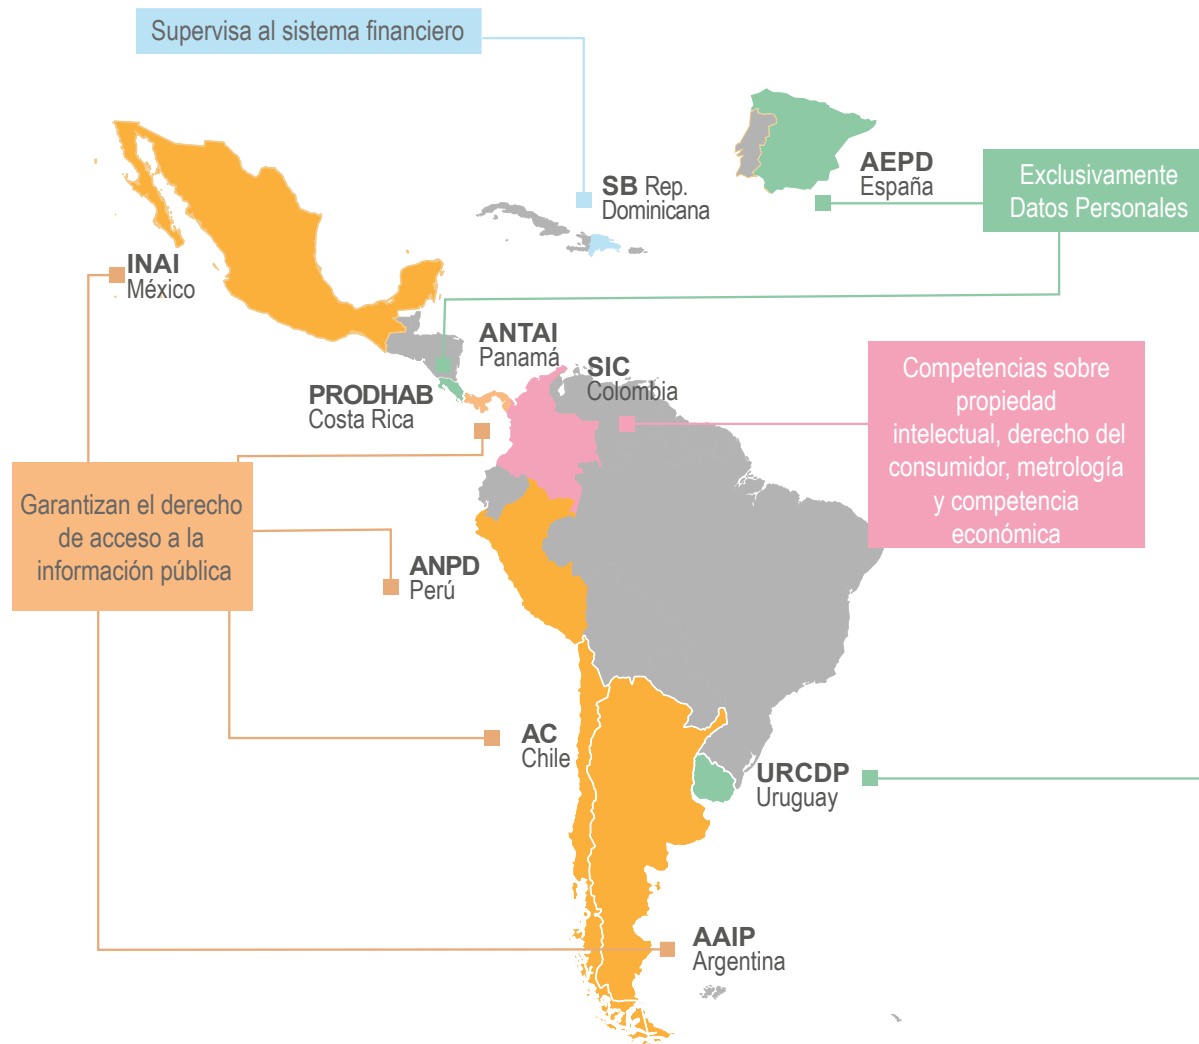 Supervisa al sistema financiero
AEPD
España
Exclusivamente
Datos Personales
SB Rep.
Dominicana
INAI
México
ANTAI
Panamá
SIC
Colombia
PRODHAB
Costa Rica
Competencias sobre
propiedad
intelectual, derecho del
consumidor, metrología
y competencia
económica
Garantizan el derecho
de acceso a la
información pública
ANPD
Perú
AC
Chile
URCDP
Uruguay
AAIP
Argentina